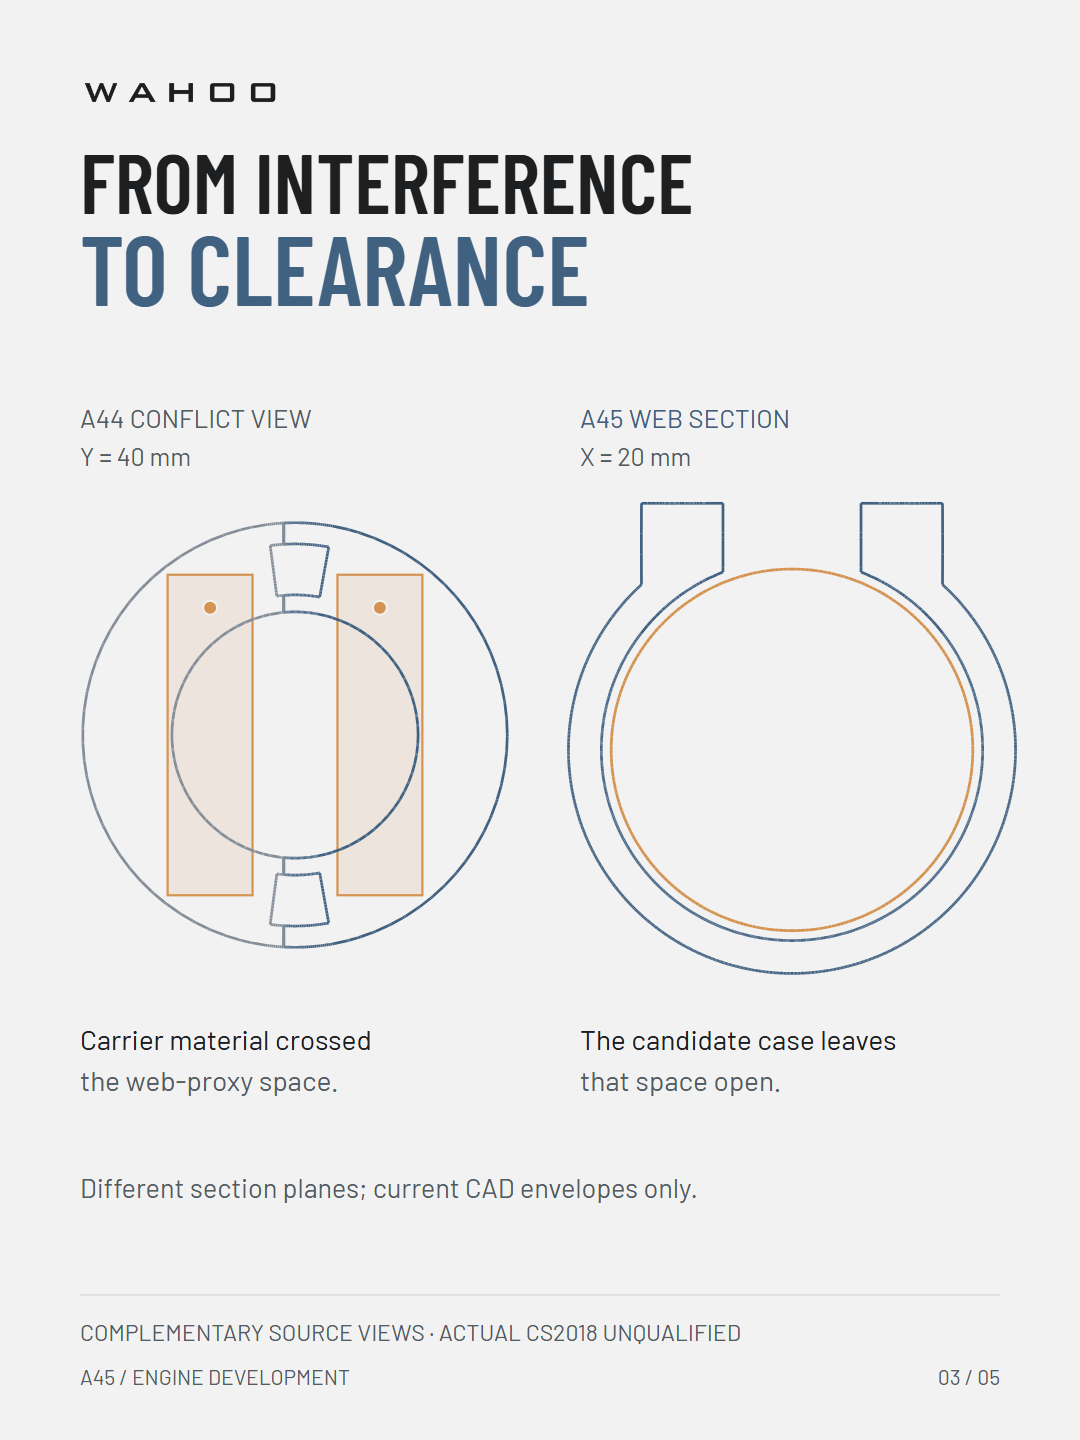 WAHOO
FROM INTERFERENCE
TO CLEARANCE
A44 CONFLICT VIEW
Y = 40 mm
A45 WEB SECTION
X = 20 mm
Carrier material crossed
the web-proxy space.
The candidate case leaves
that space open.
Different section planes; current CAD envelopes only.
COMPLEMENTARY SOURCE VIEWS · ACTUAL CS2018 UNQUALIFIED
A45 / ENGINE DEVELOPMENT
03 / 05